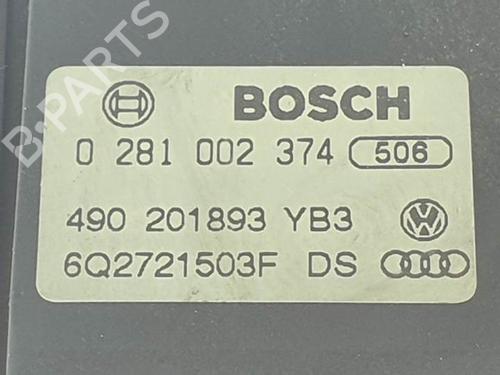 B-PARTS
BOSCH
0 281 002 374 506
490 201893 YB3
6Q2721503F DS